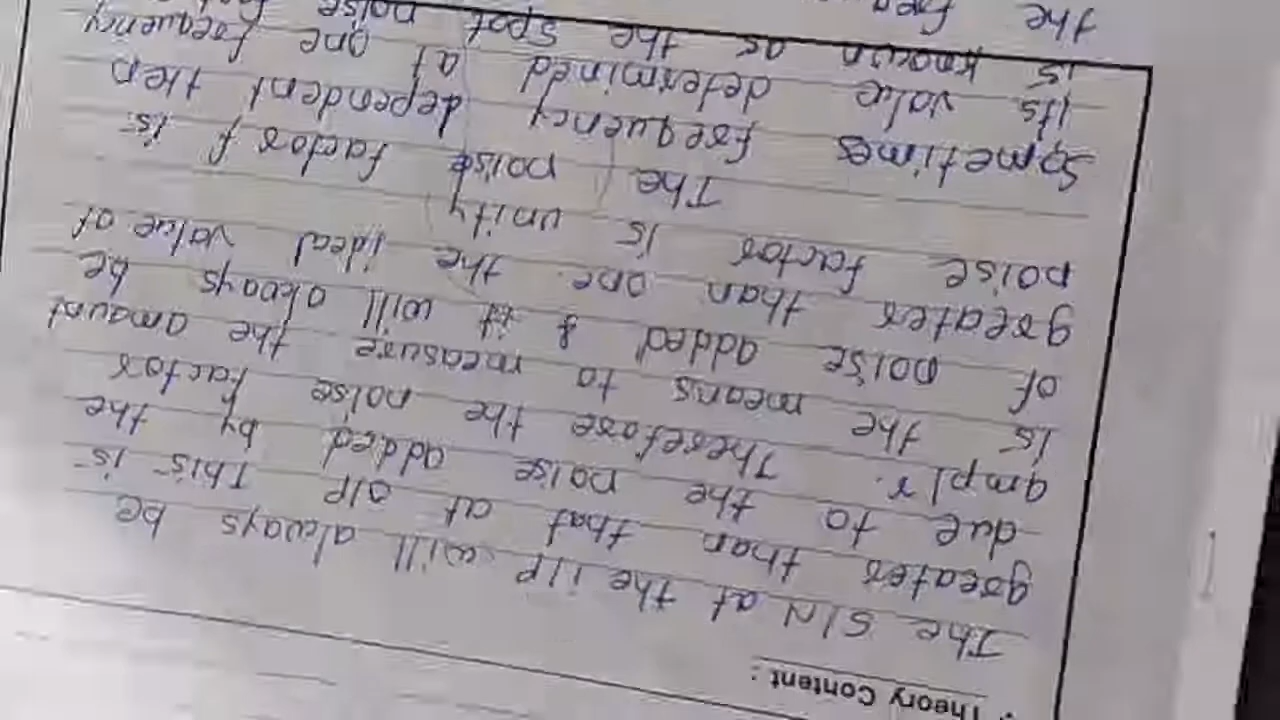 Theory Content :
The S/N at the i/P will always be
greater than that at o/P This is
due to the noise added by the
amplr. Therefore the noise factor
is the means to measure the amount
of noise added & it will always be
greater than one. the ideal value of
noise factor is unity
The noise factor f is
sometimes frequency dependent then
its value determined at one frequency
is known as the spot noise
the